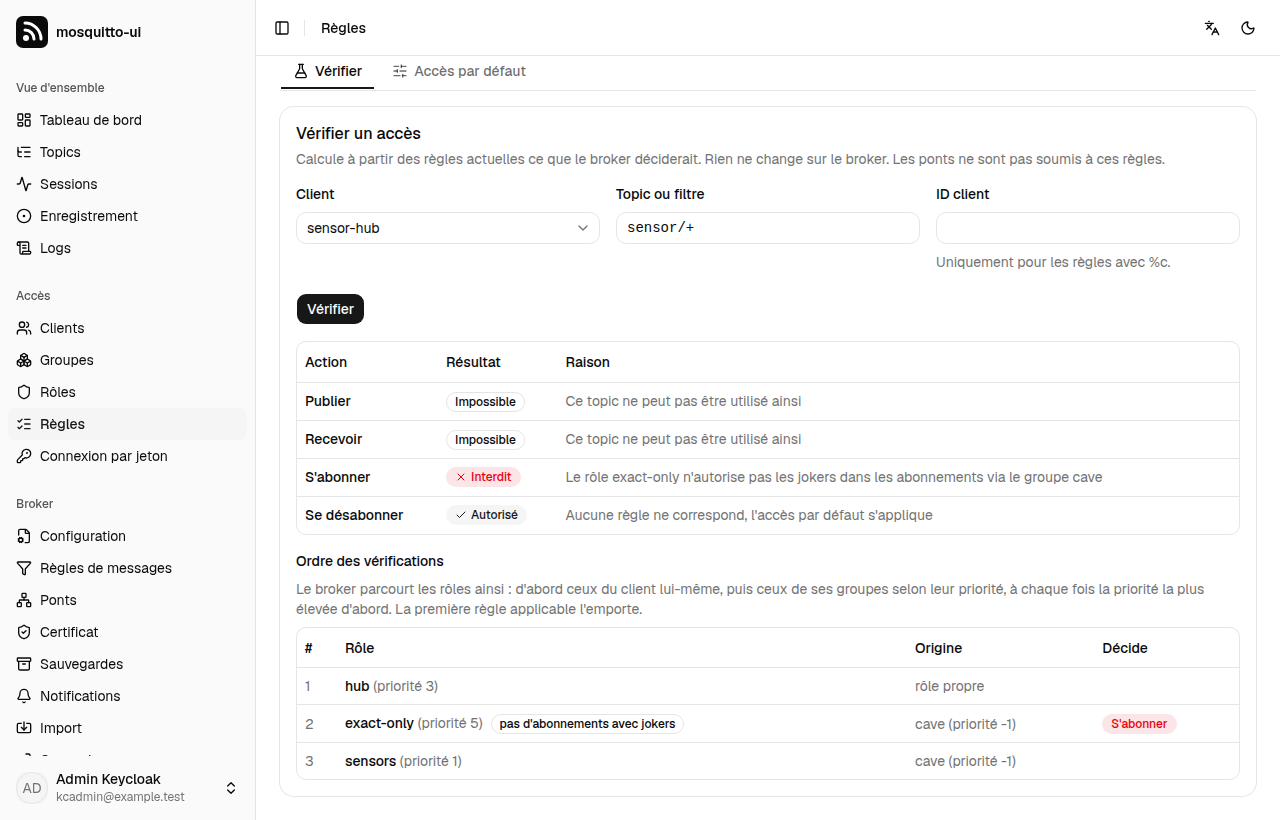 mosquitto-ui
Règles
Vue d'ensemble
Tableau de bord
Topics
Sessions
Enregistrement
Logs
Accès
Clients
Groupes
Rôles
Règles
Connexion par jeton
Broker
Configuration
Règles de messages
Ponts
Certificat
Sauvegardes
Notifications
Import
AD
Admin Keycloak
kcadmin@example.test
Vérifier
Accès par défaut
Vérifier un accès
Calcule à partir des règles actuelles ce que le broker déciderait. Rien ne change sur le broker. Les ponts ne sont pas soumis à ces règles.
Client
Topic ou filtre
ID client
sensor-hub
sensor/+
Uniquement pour les règles avec %c.
Vérifier
Action Résultat Raison
Publier Impossible Ce topic ne peut pas être utilisé ainsi
Recevoir Impossible Ce topic ne peut pas être utilisé ainsi
S'abonner Interdit Le rôle exact-only n'autorise pas les jokers dans les abonnements via le groupe cave
Se désabonner Autorisé Aucune règle ne correspond, l'accès par défaut s'applique
Ordre des vérifications
Le broker parcourt les rôles ainsi : d'abord ceux du client lui-même, puis ceux de ses groupes selon leur priorité, à chaque fois la priorité la plus
élevée d'abord. La première règle applicable l'emporte.
# Rôle Origine Décide
1 hub (priorité 3) rôle propre
2 exact-only (priorité 5) pas d'abonnements avec jokers cave (priorité -1) S'abonner
3 sensors (priorité 1) cave (priorité -1)